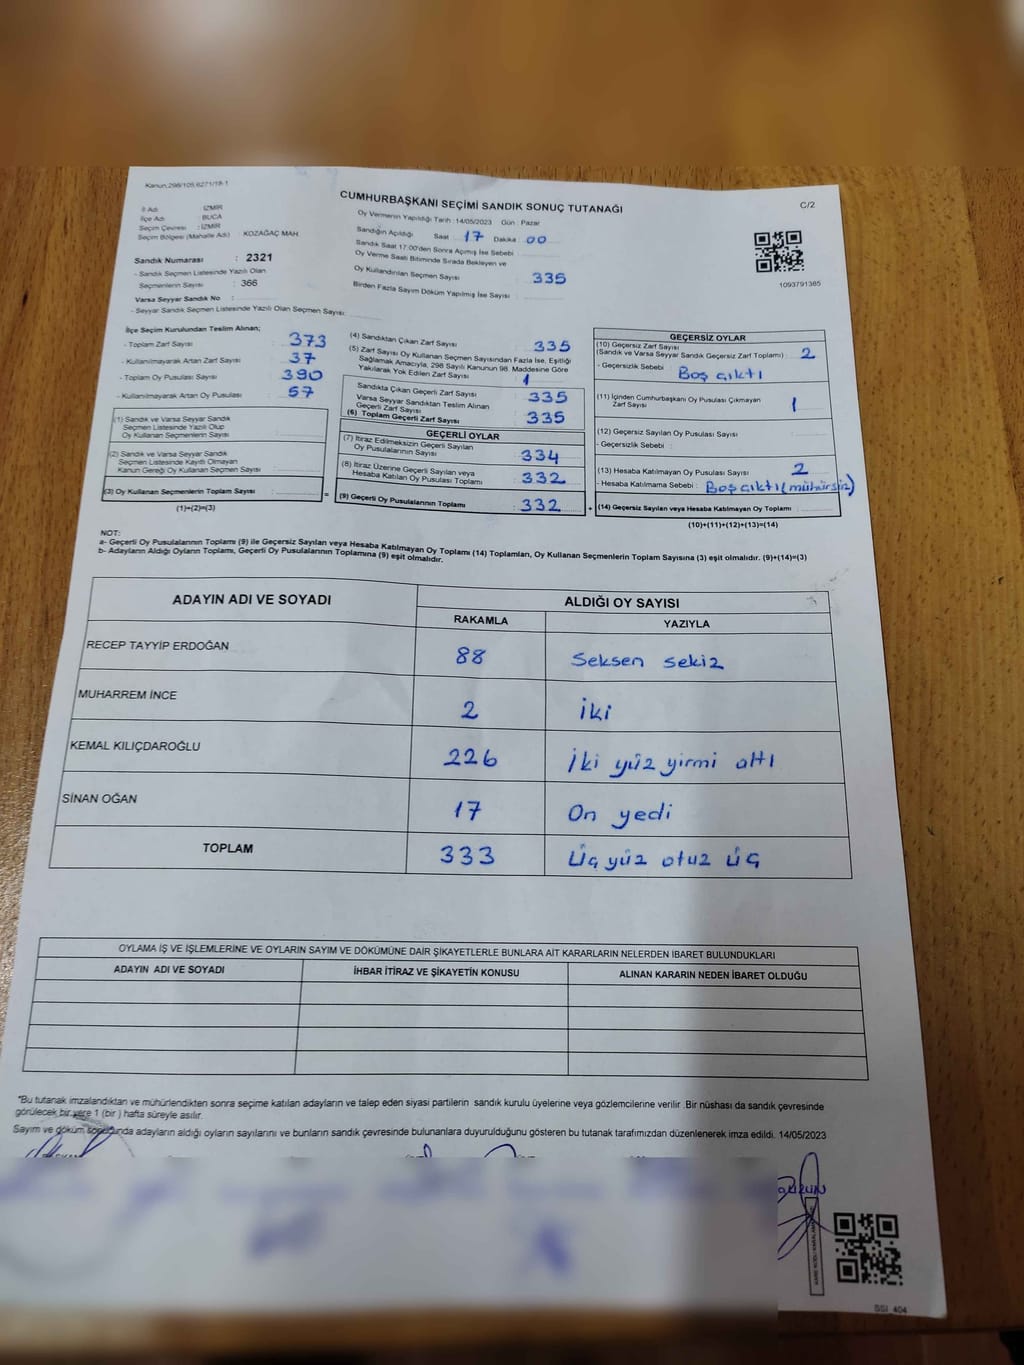 Kanun.298/105.6271/18-1
CUMHURBAŞKANI SEÇİMİ SANDIK SONUÇ TUTANAĞI
C/2
İl Adı : İZMİR
İlçe Adı : BUCA
Seçim Çevresi : İZMİR
Seçim Bölgesi (Mahalle Adı) KOZAĞAÇ MAH.
Sandık Numarası : 2321
- Sandık Seçmen Listesinde Yazılı Olan
Seçmenlerin Sayısı : 366
Varsa Seyyar Sandık No :
- Seyyar Sandık Seçmen Listesinde Yazılı Olan Seçmen Sayısı:
Oy Vermenin Yapıldığı Tarih : 14/05/2023 Gün : Pazar
Sandığın Açıldığı Saat 17 Dakika : 00
Sandık Saat 17:00'den Sonra Açımış İse Sebebi :
Oy Verme Saati Bitiminde Sırada Bekleyen ve
Oy Kullandırılan Seçmen Sayısı : 335
Birden Fazla Sayım Döküm Yapılmış İse Sayısı :
1093791385
İlçe Seçim Kurulundan Teslim Alınan;
- Toplam Zarf Sayısı : 373
- Kullanılmayarak Artan Zarf Sayısı : 37
- Toplam Oy Pusulası Sayısı : 390
- Kullanılmayarak Artan Oy Pusulası : 57
(1) Sandık ve Varsa Seyyar Sandık
Seçmen Listesinde Yazılı Olup
Oy Kullanan Seçmenlerin Sayısı :
(2) Sandık ve Varsa Seyyar Sandık
Seçmen Listesinde Kayıtlı Olmayan
Kanun Gereği Oy Kullanan Seçmen Sayısı :
(3) Oy Kullanan Seçmenlerin Toplam Sayısı :
(1)+(2)=(3)
=
(4) Sandıktan Çıkan Zarf Sayısı : 335
(5) Zarf Sayısı Oy Kullanan Seçmen Sayısından Fazla İse, Eşitliği
Sağlamak Amacıyla, 298 Sayılı Kanunun 98. Maddesine Göre
Yakılarak Yok Edilen Zarf Sayısı : 1
Sandıkta Çıkan Geçerli Zarf Sayısı : 335
Varsa Seyyar Sandıktan Teslim Alınan
Geçerli Zarf Sayısı
(6) Toplam Geçerli Zarf Sayısı : 335
GEÇERLİ OYLAR
(7) İtiraz Edilmeksizin Geçerli Sayılan
Oy Pusulalarının Sayısı : 334
(8) İtiraz Üzerine Geçerli Sayılan veya
Hesaba Katılan Oy Pusulası Toplamı : 332
(9) Geçerli Oy Pusulalarının Toplamı : 332
+
GEÇERSİZ OYLAR
(10) Geçersiz Zarf Sayısı
(Sandık ve Varsa Seyyar Sandık Geçersiz Zarf Toplamı) : 2
- Geçersizlik Sebebi : Boş çıktı
(11) İçinden Cumhurbaşkanı Oy Pusulası Çıkmayan
Zarf Sayısı : 1
(12) Geçersiz Sayılan Oy Pusulası Sayısı :
- Geçersizlik Sebebi :
(13) Hesaba Katılmayan Oy Pusulası Sayısı : 2
- Hesaba Katılmama Sebebi : Boş çıktı (mühürsiz)
(14) Geçersiz Sayılan veya Hesaba Katılmayan Oy Toplamı :
(10)+(11)+(12)+(13)=(14)
NOT:
a- Geçerli Oy Pusulalarının Toplamı (9) ile Geçersiz Sayılan veya Hesaba Katılmayan Oy Toplamı (14) Toplamları, Oy Kullanan Seçmenlerin Toplam Sayısına (3) eşit olmalıdır. (9)+(14)=(3)
b- Adayların Aldığı Oyların Toplamı, Geçerli Oy Pusulalarının Toplamına (9) eşit olmalıdır.
ADAYIN ADI VE SOYADI
ALDIĞI OY SAYISI
RAKAMLA YAZIYLA
RECEP TAYYİP ERDOĞAN 88 Seksen sekiz
MUHARREM İNCE 2 İki
KEMAL KILIÇDAROĞLU 226 İki yüz yirmi altı
SİNAN OĞAN 17 On yedi
TOPLAM 333 Üç yüz otuz üç
OYLAMA İŞ VE İŞLEMLERİNE VE OYLARIN SAYIM VE DÖKÜMÜNE DAİR ŞİKAYETLERLE BUNLARA AİT KARARLARIN NELERDEN İBARET BULUNDUKLARI
ADAYIN ADI VE SOYADI İHBAR İTİRAZ VE ŞİKAYETİN KONUSU ALINAN KARARIN NEDEN İBARET OLDUĞU
*Bu tutanak imzalandıktan ve mühürlendikten sonra seçime katılan adayların ve talep eden siyasi partilerin sandık kurulu üyelerine veya gözlemcilerine verilir. Bir nüshası da sandık çevresinde
görülecek bir yere 1 (bir ) hafta süreyle asılır.
Sayım ve döküm sonucunda adayların aldığı oyların sayılarını ve bunların sandık çevresinde bulunanlara duyurulduğunu gösteren bu tutanak tarafımızdan düzenlenerek imza edildi. 14/05/2023
SSI 404